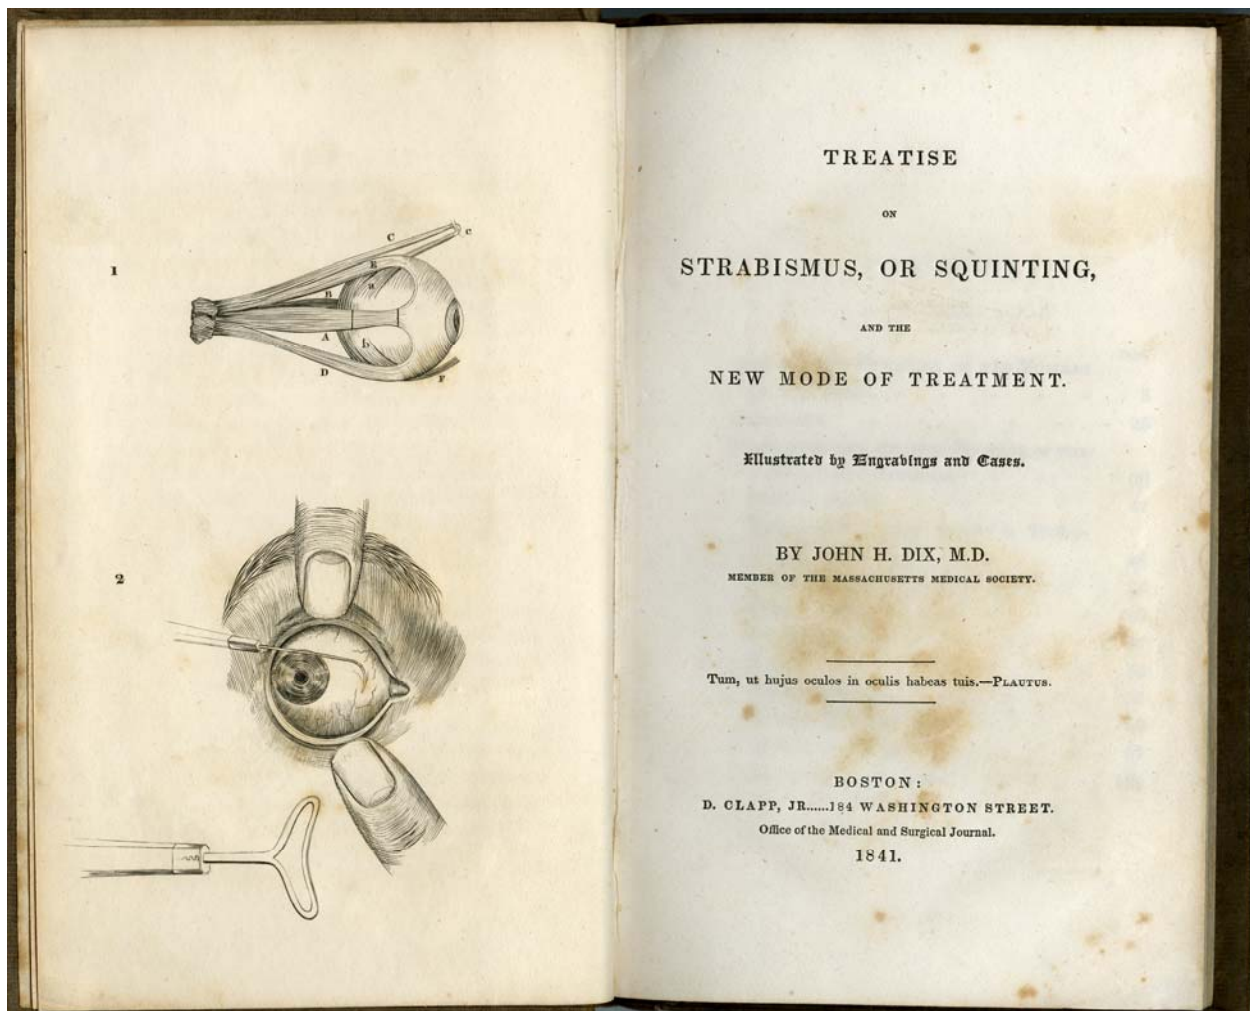 1
C
c
E
a
B
A
b
D
F
2
TREATISE
ON
STRABISMUS, OR SQUINTING,
AND THE
NEW MODE OF TREATMENT.
Illustrated by Engravings and Cases.
BY JOHN H. DIX, M.D.
MEMBER OF THE MASSACHUSETTS MEDICAL SOCIETY.
Tum, ut hujus oculos in oculis habeas tuis.—PLAUTUS.
BOSTON:
D. CLAPP, JR......184 WASHINGTON STREET.
Office of the Medical and Surgical Journal.
1841.